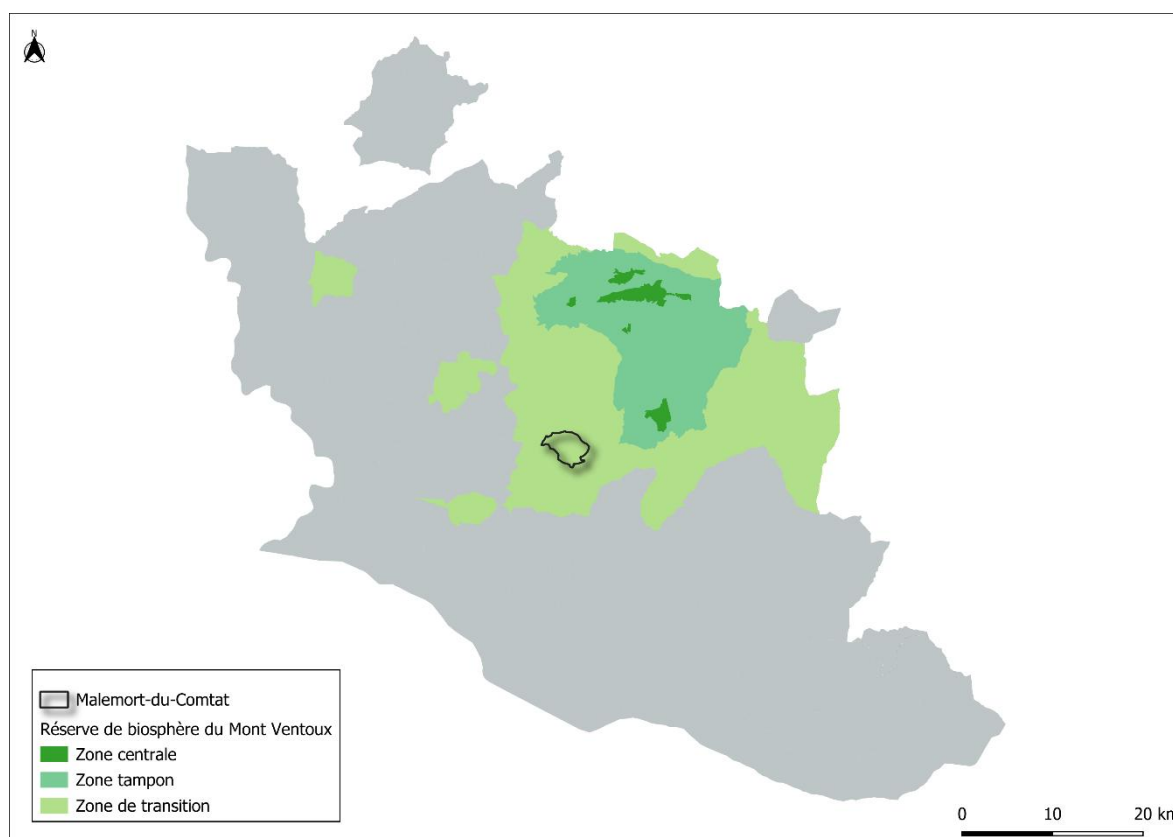 N
Malemort-du-Comtat
Réserve de biosphère du Mont Ventoux
Zone centrale
Zone tampon
Zone de transition
0 10 20 km